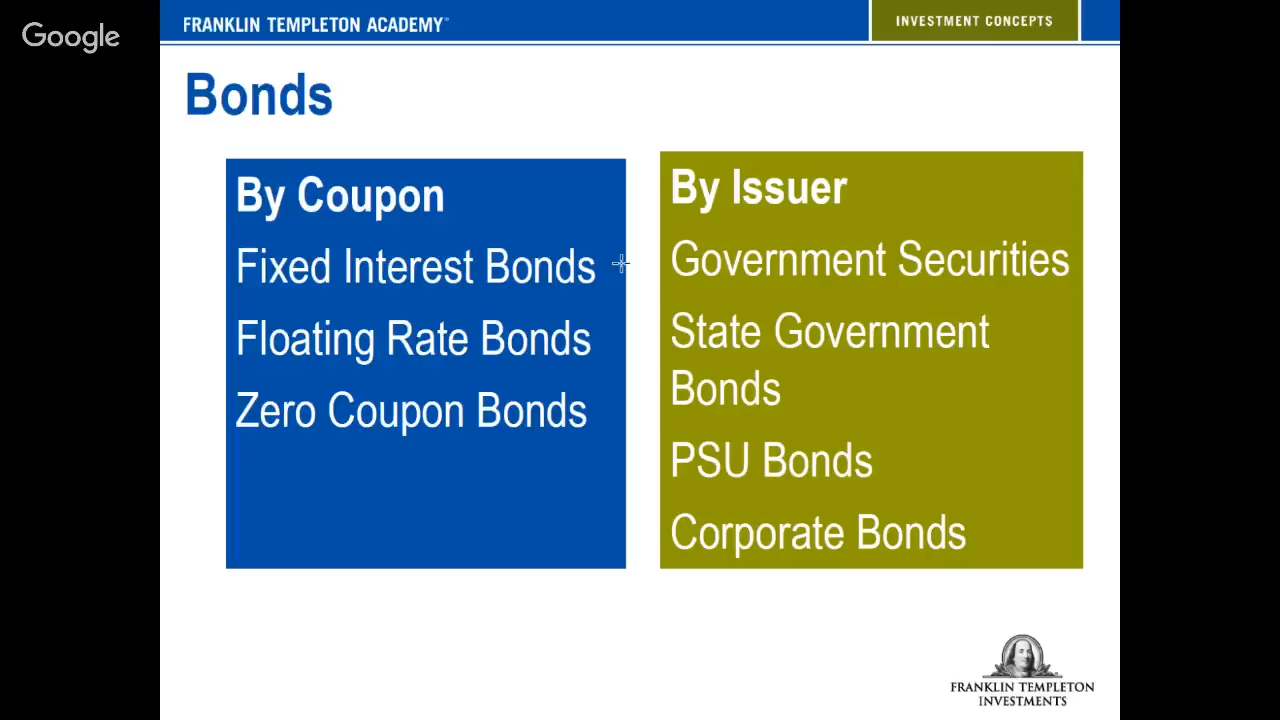 Google
FRANKLIN TEMPLETON ACADEMY
INVESTMENT CONCEPTS
Bonds
By Coupon
Fixed Interest Bonds
Floating Rate Bonds
Zero Coupon Bonds
By Issuer
Government Securities
State Government
Bonds
PSU Bonds
Corporate Bonds
FRANKLIN TEMPLETON
INVESTMENTS